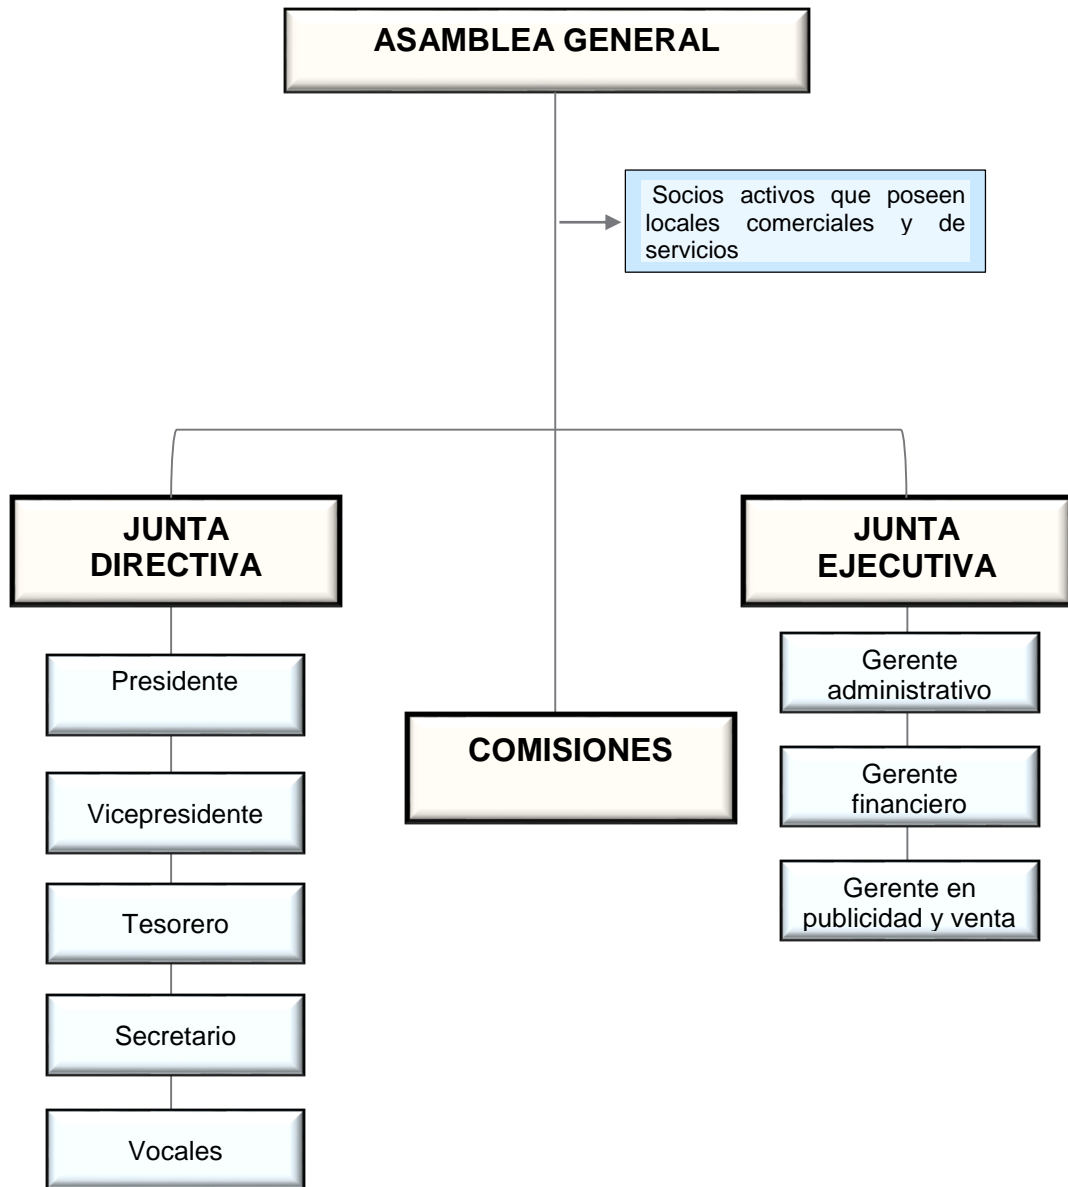 ASAMBLEA GENERAL
Socios activos que poseen
locales comerciales y de
servicios
JUNTA
DIRECTIVA
Presidente
Vicepresidente
Tesorero
Secretario
Vocales
COMISIONES
JUNTA
EJECUTIVA
Gerente
administrativo
Gerente
financiero
Gerente en
publicidad y venta